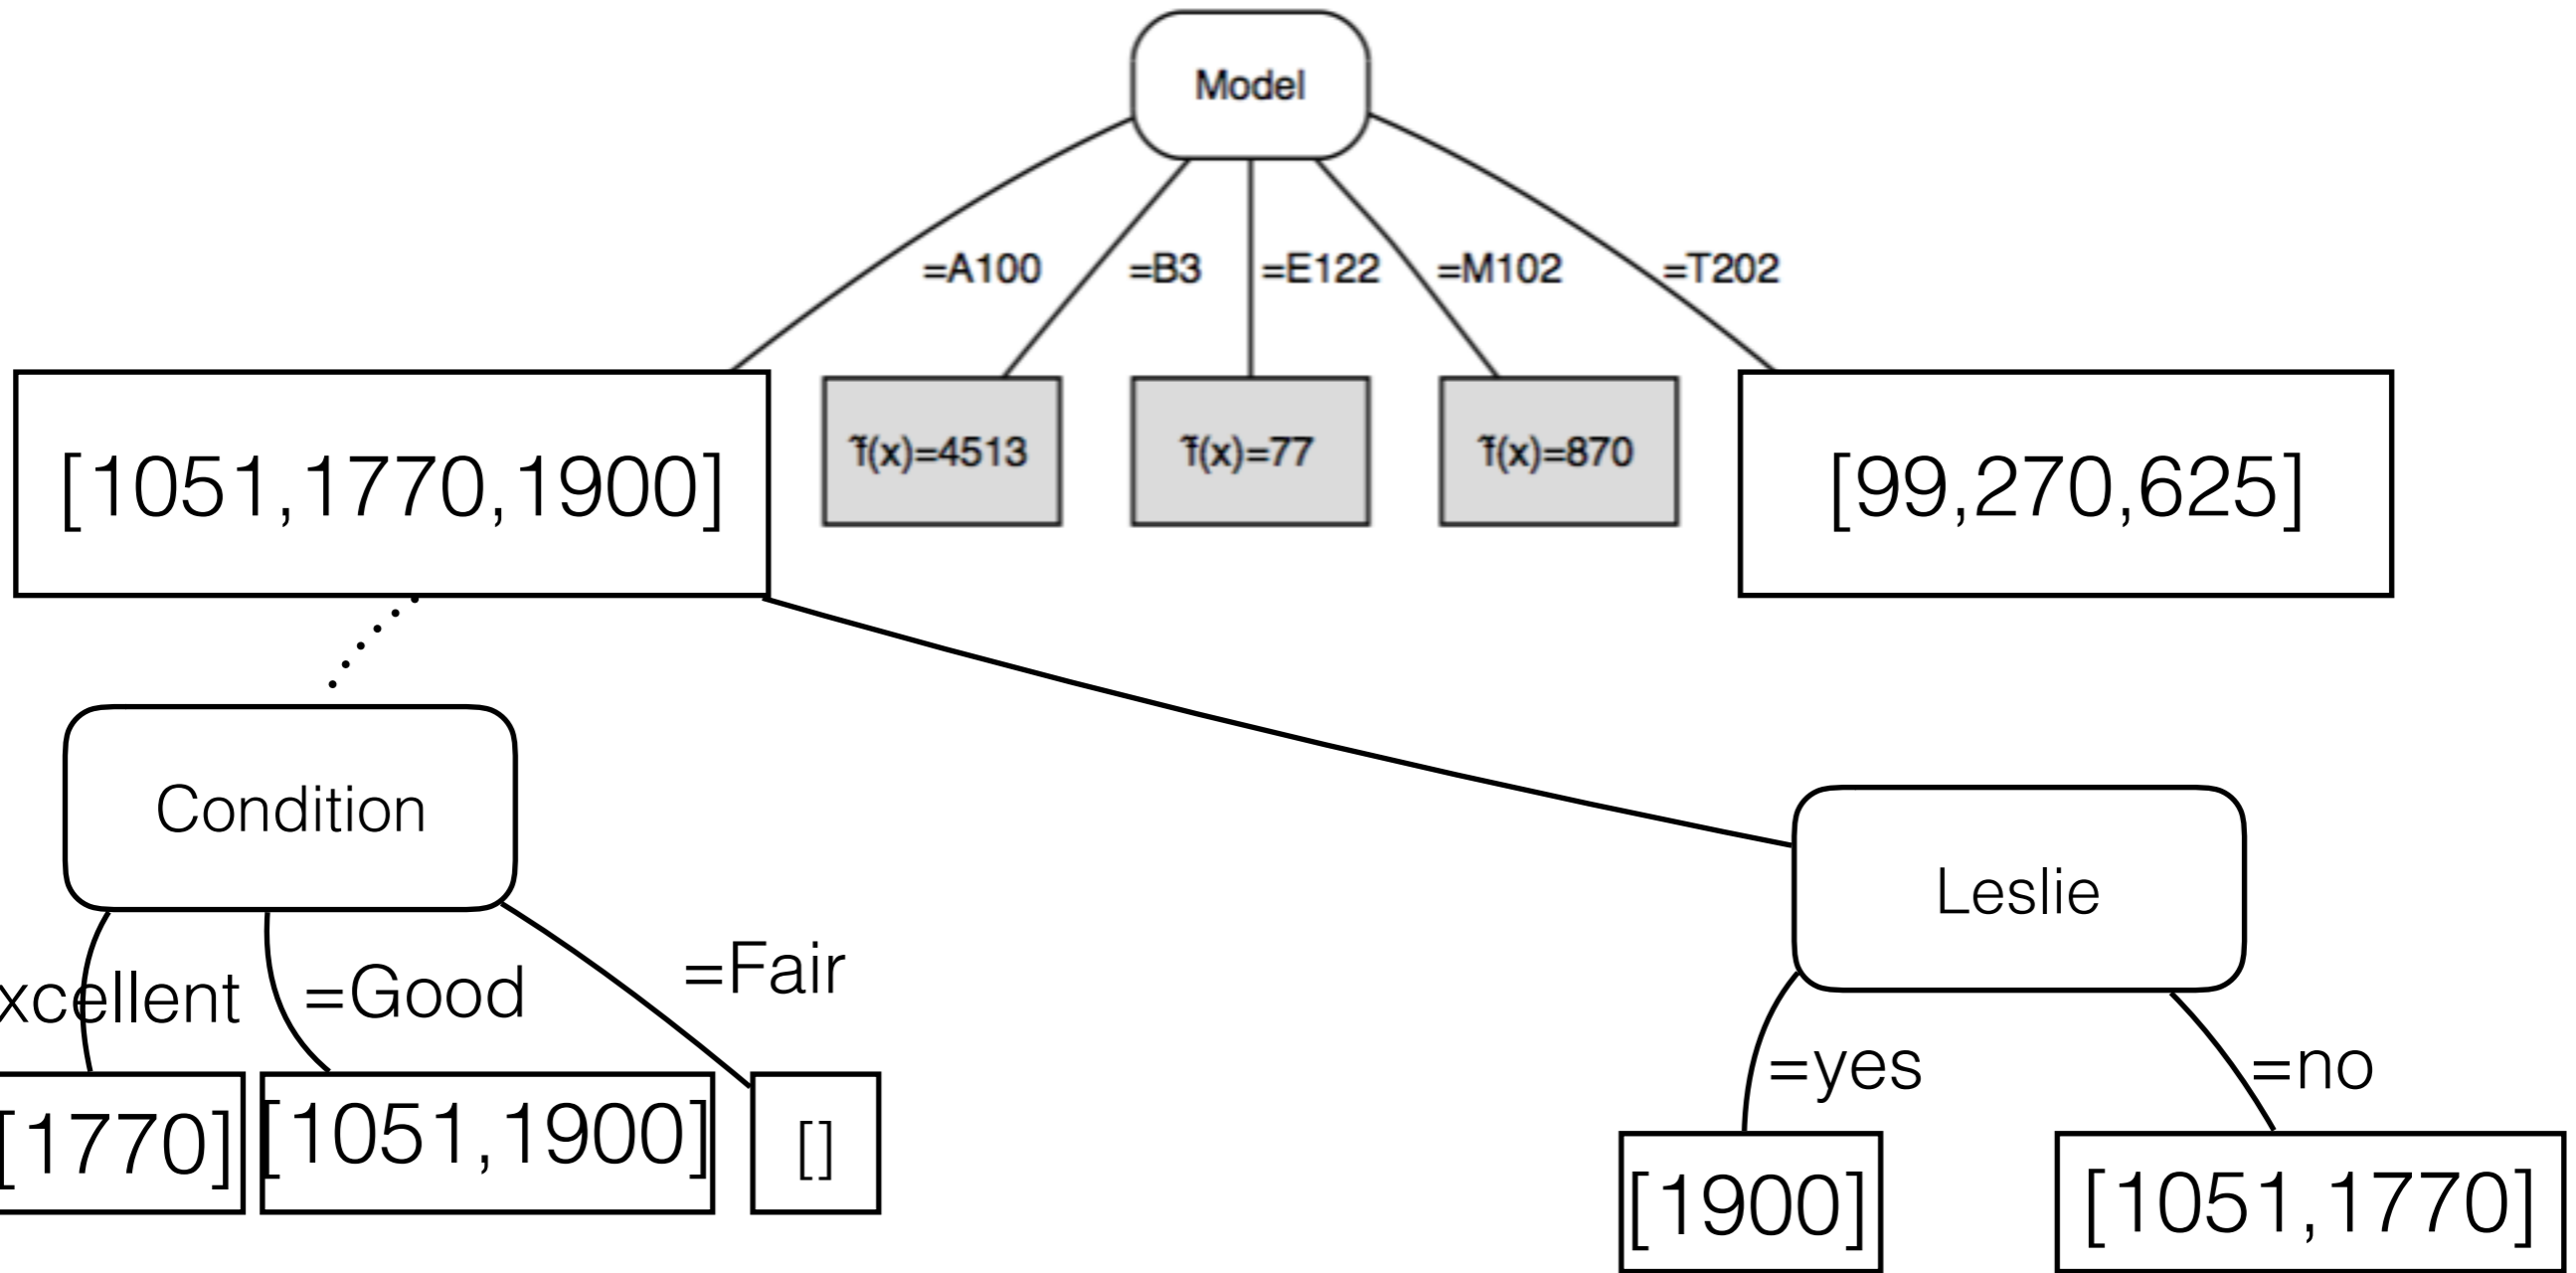 Model
=A100
=B3
=E122
=M102
=T202
[1051,1770,1900]
f̂(x)=4513
f̂(x)=77
f̂(x)=870
[99,270,625]
Condition
Leslie
xcellent
=Good
=Fair
=yes
=no
[1770]
[1051,1900]
[]
[1900]
[1051,1770]